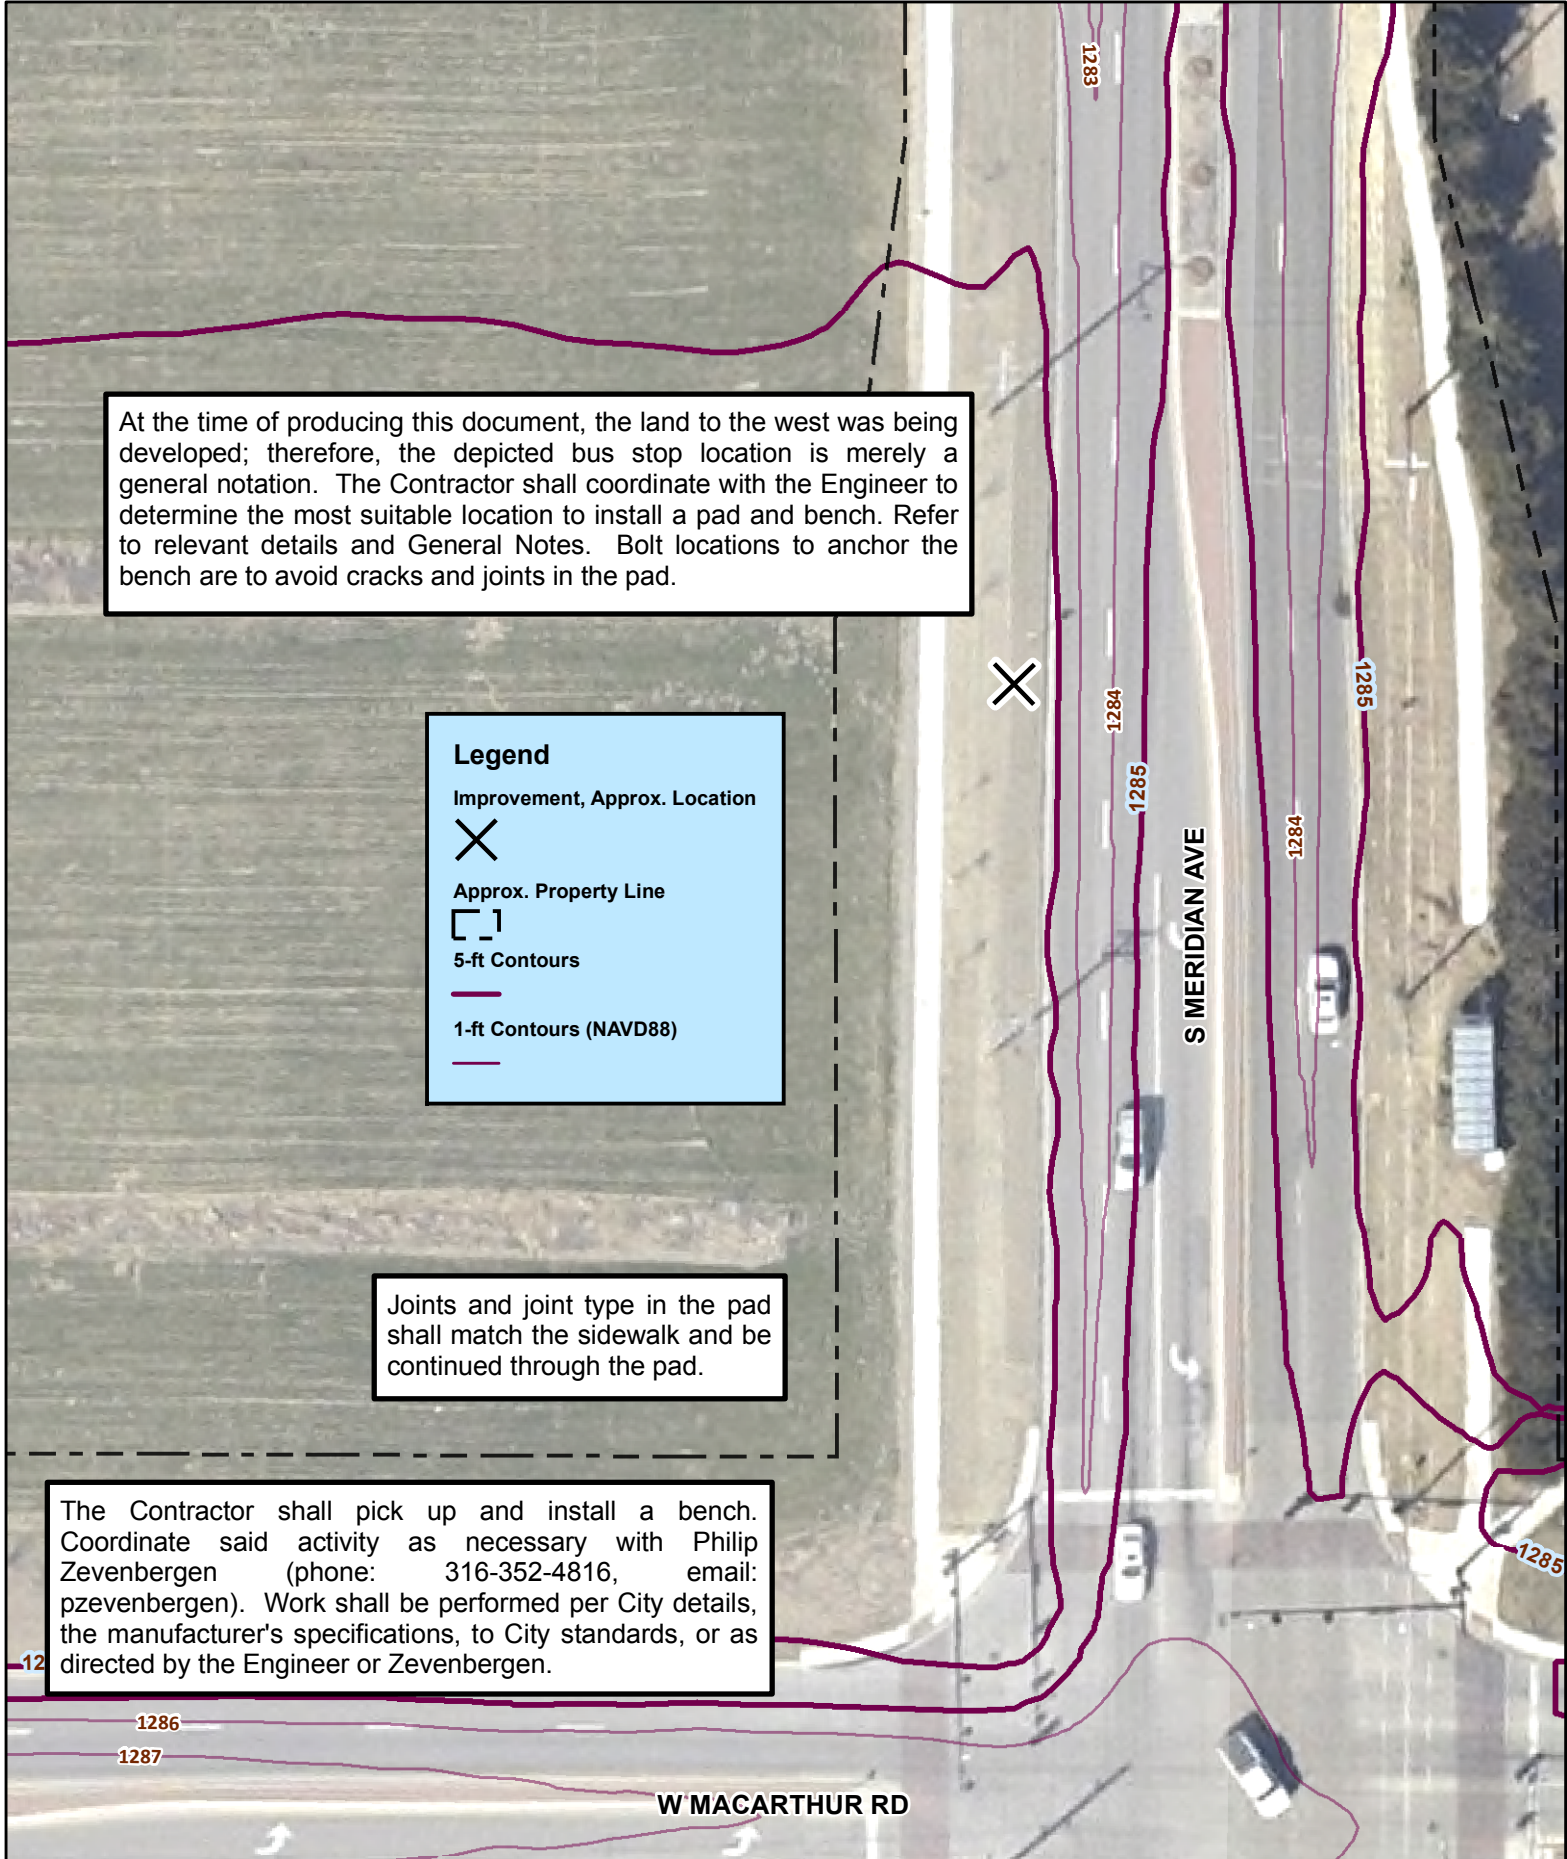 1283
At the time of producing this document, the land to the west was being
developed; therefore, the depicted bus stop location is merely a
general notation. The Contractor shall coordinate with the Engineer to
determine the most suitable location to install a pad and bench. Refer
to relevant details and General Notes. Bolt locations to anchor the
bench are to avoid cracks and joints in the pad.
1285
1284
1285
1284
S MERIDIAN AVE
Legend
Improvement, Approx. Location
Approx. Property Line
5-ft Contours
1-ft Contours (NAVD88)
Joints and joint type in the pad
shall match the sidewalk and be
continued through the pad.
The Contractor shall pick up and install a bench.
Coordinate said activity as necessary with Philip
Zevenbergen (phone: 316-352-4816, email:
pzevenbergen). Work shall be performed per City details,
the manufacturer's specifications, to City standards, or as
directed by the Engineer or Zevenbergen.
1285
12
1286
1287
W MACARTHUR RD